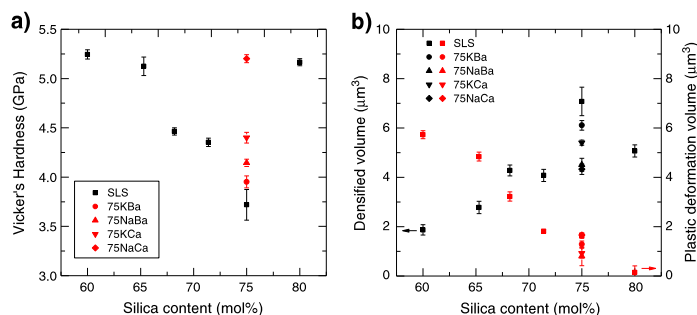 a)
Vicker's Hardness (GPa)
5.5
5.0
4.5
4.0
3.5
3.0
SLS
75KBa
75NaBa
75KCa
75NaCa
60 65 70 75 80
Silica content (mol%)
b)
Densified volume (μm³)
10
8
6
4
2
0
SLS
75KBa
75NaBa
75KCa
75NaCa
60 65 70 75 80
Silica content (mol%)
10
8
6
4
2
0
Plastic deformation volume (μm³)